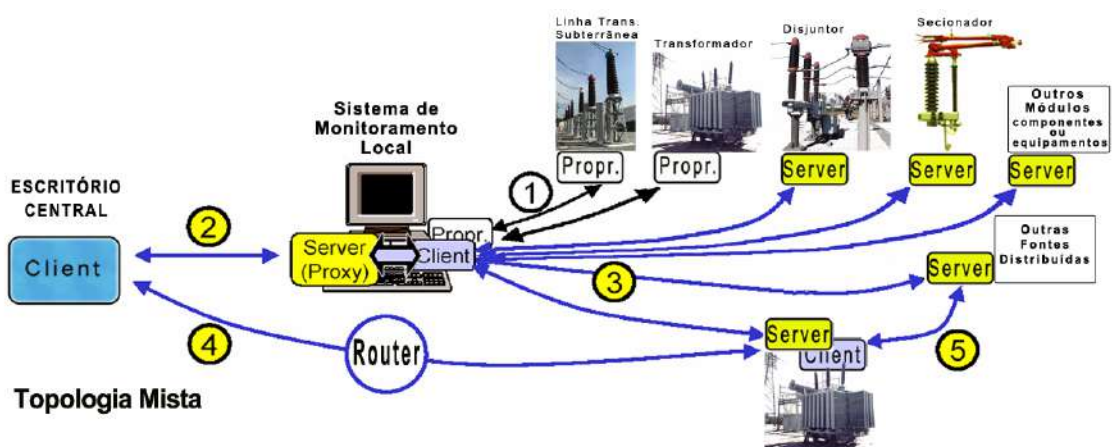 Linha Trans.
Subterrânea
Transformador
Disjuntor
Secionador
Outros
Módulos
componentes
ou
equipamentos
Propr.
Propr.
Server
Server
Server
Sistema de
Monitoramento
Local
ESCRITÓRIO
CENTRAL
Client
2
1
Propr.
Server
(Proxy)
Client
3
Outras
Fontes
Distribuídas
Server
4
Router
Server
Client
5
Topologia Mista